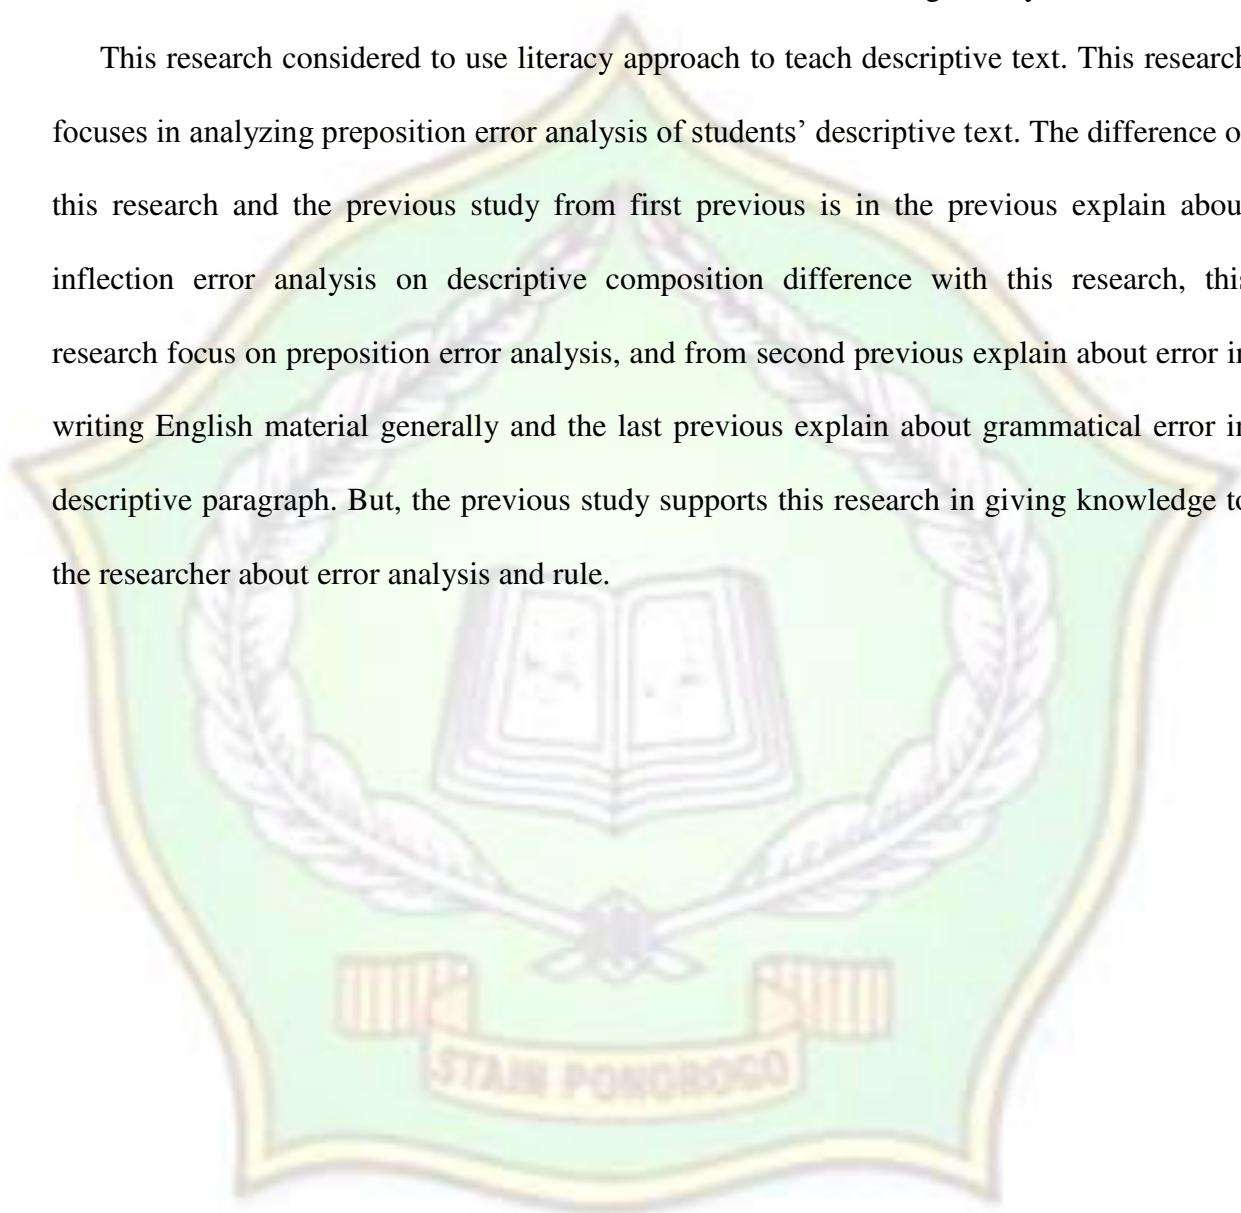 This research considered to use literacy approach to teach descriptive text. This research
focuses in analyzing preposition error analysis of students’ descriptive text. The difference
this research and the previous study from first previous is in the previous explain
inflection error analysis on descriptive composition difference with this research,
research focus on preposition error analysis, and from second previous explain about error
writing English material generally and the last previous explain about grammatical error
descriptive paragraph. But, the previous study supports this research in giving knowledge
the researcher about error analysis and rule.
STAIN PONOROGO